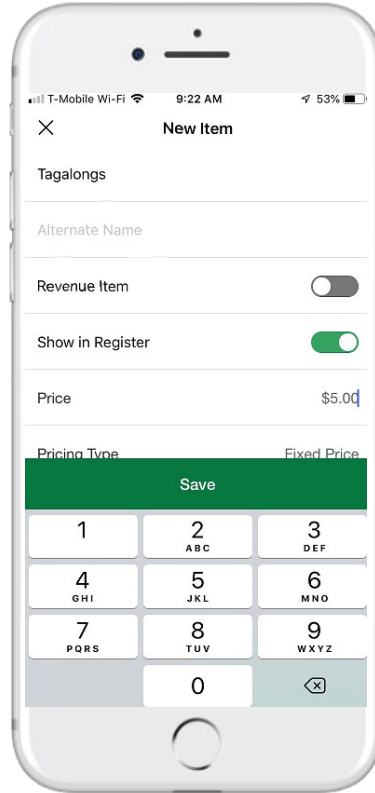 T-Mobile Wi-Fi 9:22 AM 53%
New Item
Tagalongs
Alternate Name
Revenue Item
Show in Register
Price $5.00
Pricing Type Fixed Price
Save
1 2 3
ABC DEF
4 5 6
GHI JKL MNO
7 8 9
PQRS TUV WXYZ
0